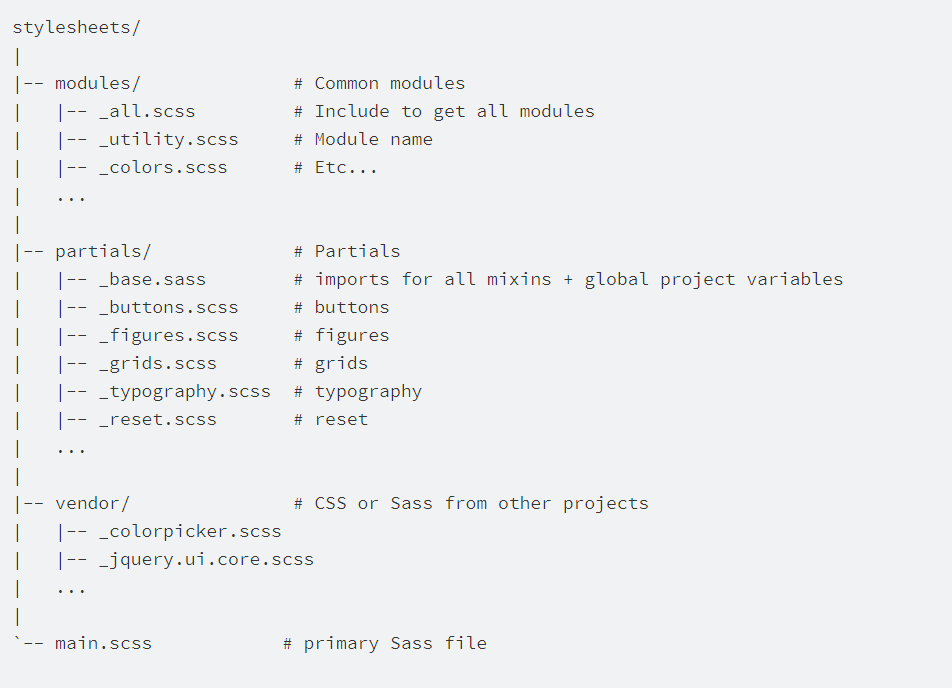 stylesheets/
|
|-- modules/              # Common modules
|   |-- _all.scss         # Include to get all modules
|   |-- _utility.scss     # Module name
|   |-- _colors.scss      # Etc...
|   ...
|
|-- partials/             # Partials
|   |-- _base.sass        # imports for all mixins + global project variables
|   |-- _buttons.scss     # buttons
|   |-- _figures.scss     # figures
|   |-- _grids.scss       # grids
|   |-- _typography.scss  # typography
|   |-- _reset.scss       # reset
|   ...
|
|-- vendor/               # CSS or Sass from other projects
|   |-- _colorpicker.scss
|   |-- _jquery.ui.core.scss
|   ...
|
`-- main.scss            # primary Sass file